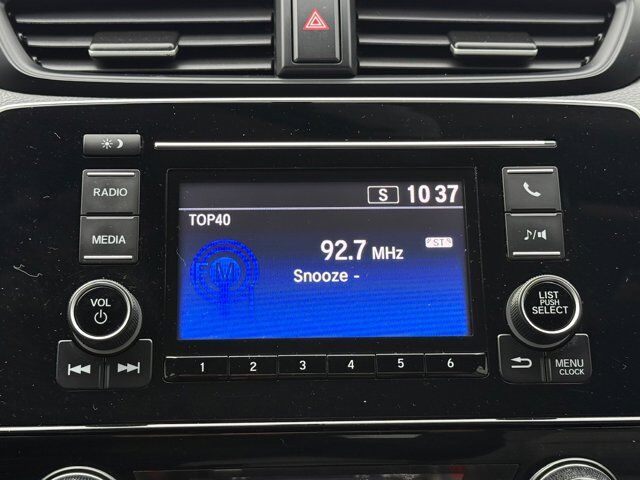 RADIO
MEDIA
VOL
S 10 37
TOP40
92.7 MHz
ST
Snooze -
FM
1 2 3 4 5 6
LIST
PUSH
SELECT
MENU
CLOCK